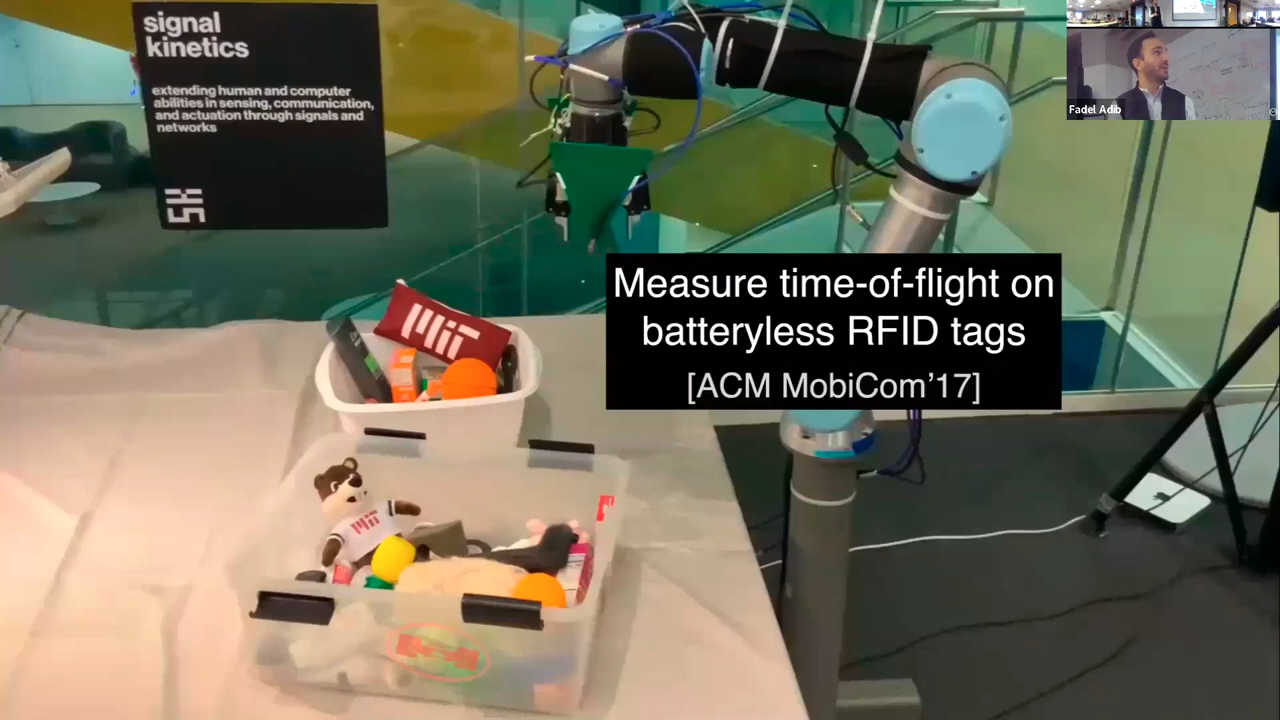 signal
kinetics
extending human and computer
abilities in sensing, communication,
and actuation through signals and
networks
SK
Fadel Adib
Measure time-of-flight on
batteryless RFID tags
[ACM MobiCom’17]
MIT
MIT